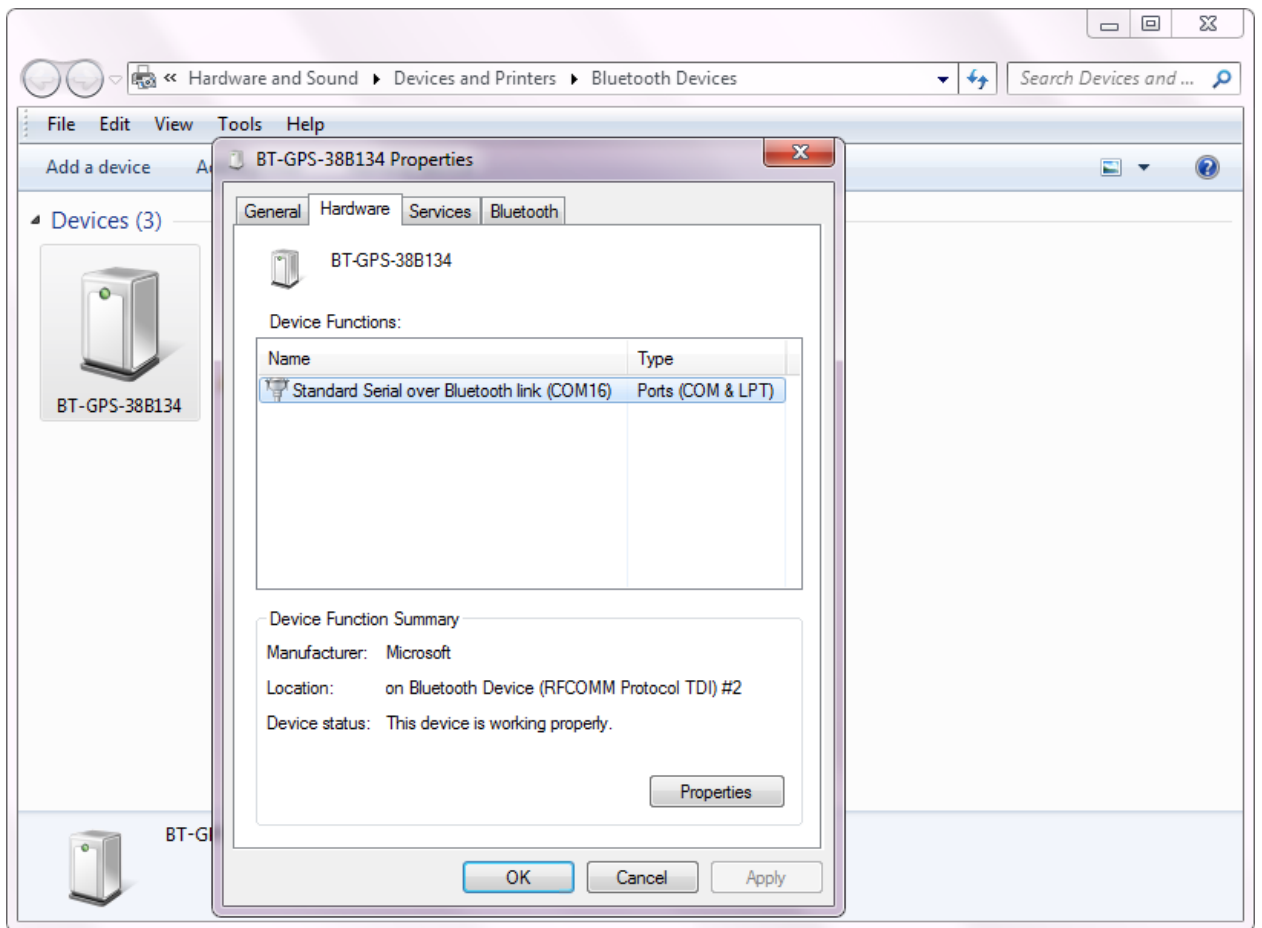 « Hardware and Sound Devices and Printers Bluetooth Devices Search Devices and ...
File Edit View Tools Help
Add a device
BT-GPS-38B134 Properties
General Hardware Services Bluetooth
Devices (3)
BT-GPS-38B134
BT-GPS-38B134
Device Functions:
Name Type
Standard Serial over Bluetooth link (COM16) Ports (COM & LPT)
Device Function Summary
Manufacturer: Microsoft
Location: on Bluetooth Device (RFCOMM Protocol TDI) #2
Device status: This device is working properly.
Properties
OK Cancel Apply